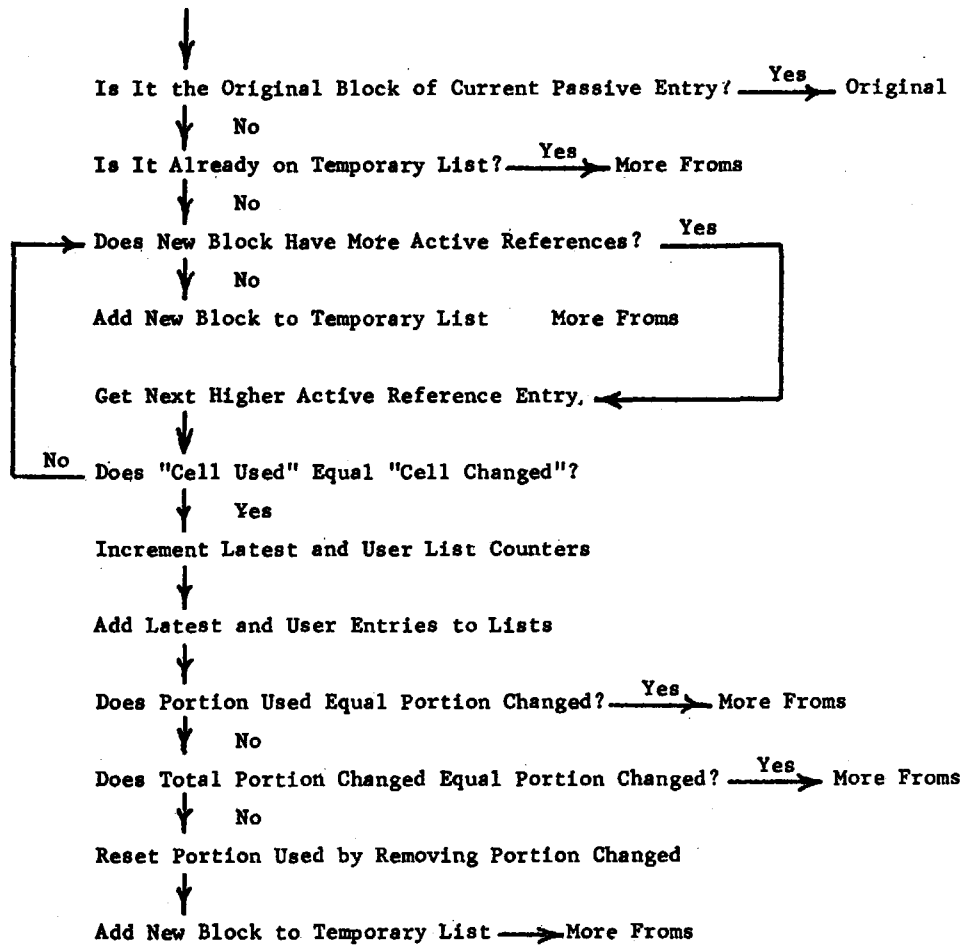 Is It the Original Block of Current Passive Entry? Yes Original
No
Is It Already on Temporary List? Yes More Froms
No
Does New Block Have More Active References? Yes
No
Add New Block to Temporary List More Froms
Get Next Higher Active Reference Entry.
No Does "Cell Used" Equal "Cell Changed"?
Yes
Increment Latest and User List Counters
Add Latest and User Entries to Lists
Does Portion Used Equal Portion Changed? Yes More Froms
No
Does Total Portion Changed Equal Portion Changed? Yes More Froms
No
Reset Portion Used by Removing Portion Changed
Add New Block to Temporary List More Froms